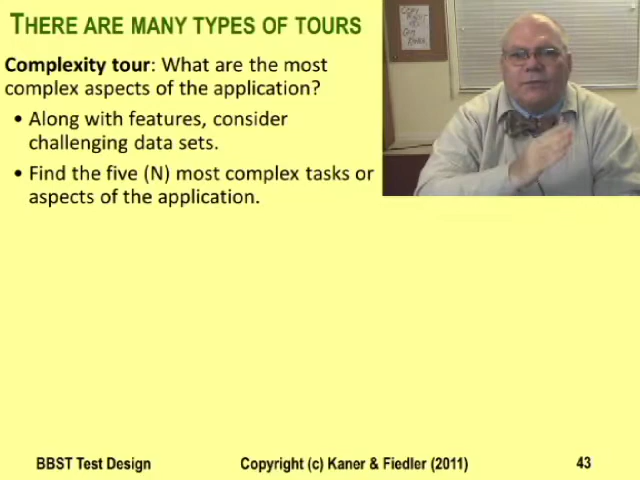 THERE ARE MANY TYPES OF TOURS
Complexity tour: What are the most
complex aspects of the application?
• Along with features, consider
challenging data sets.
• Find the five (N) most complex tasks or
aspects of the application.
BBST Test Design
Copyright (c) Kaner & Fiedler (2011)
43